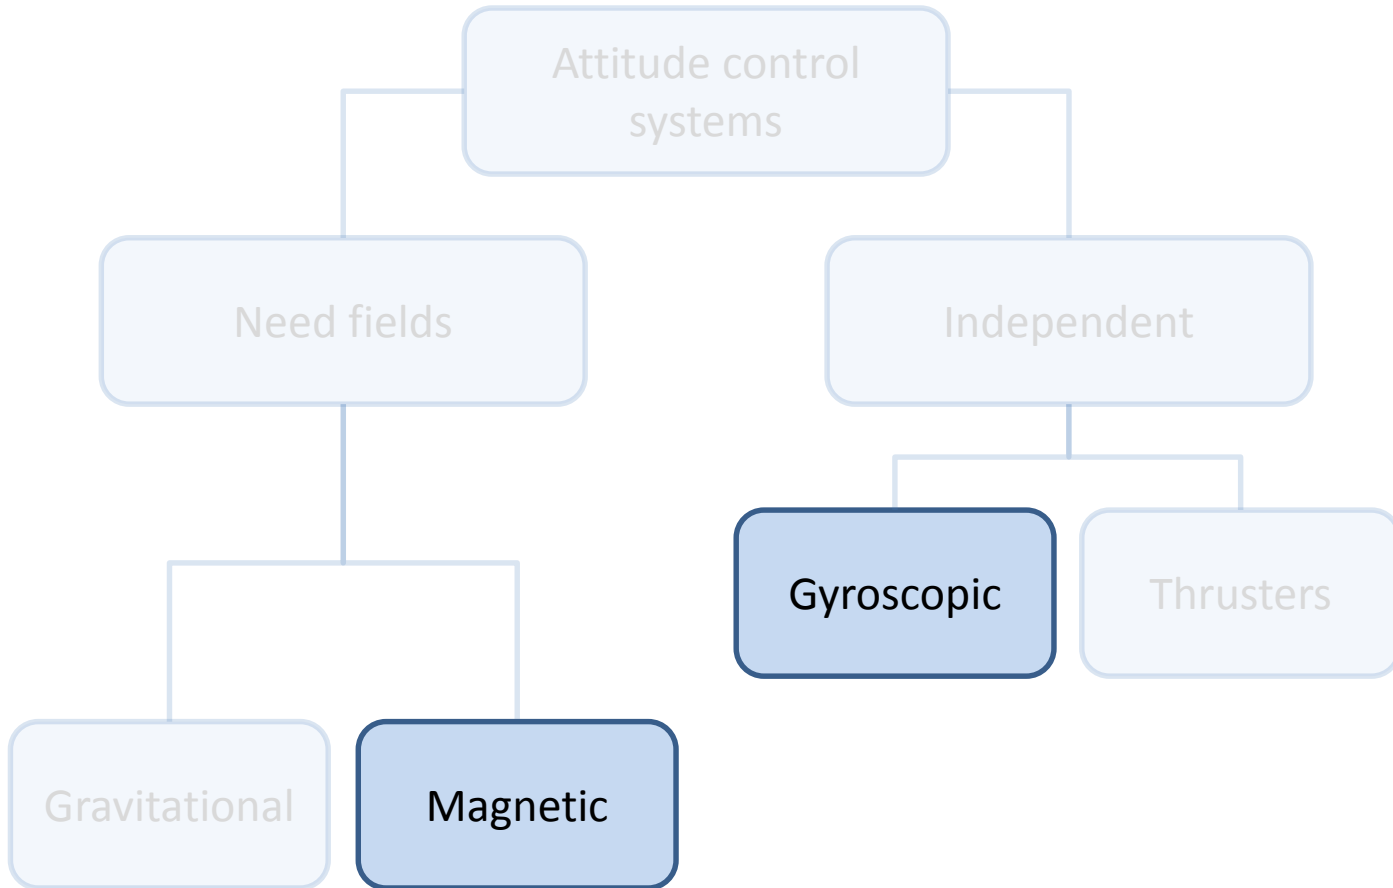 Attitude control
systems
Need fields
Independent
Gyroscopic
Thrusters
Gravitational
Magnetic